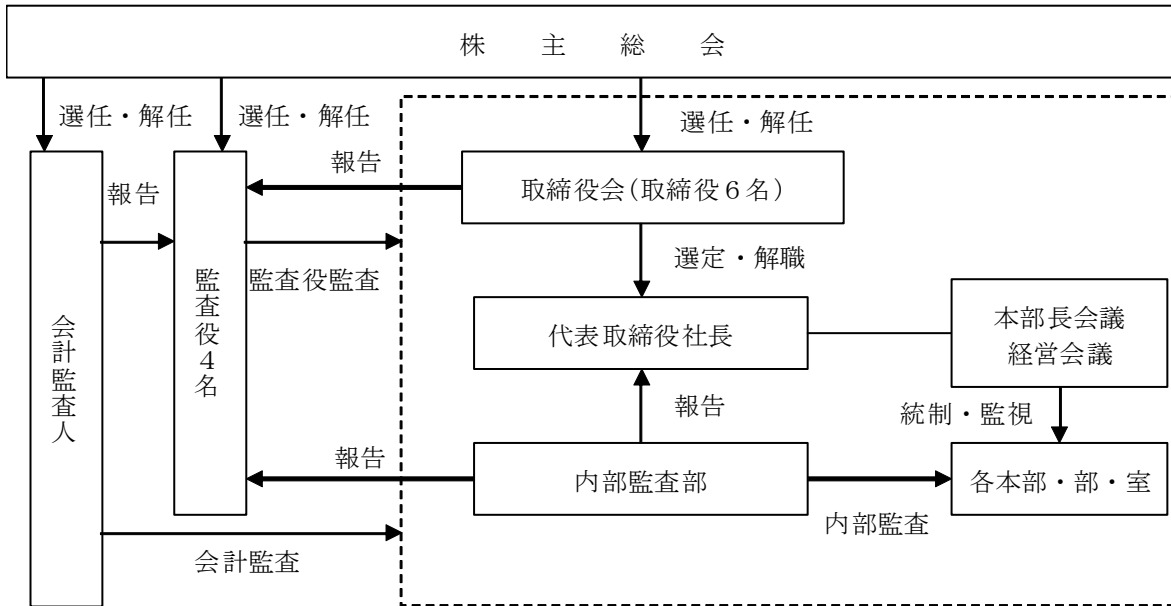 株主総会
選任・解任
選任・解任
選任・解任
報告
取締役会(取締役6名)
報告
選定・解職
監査役監査
監査役4名
会計監査人
代表取締役社長
本部長会議
経営会議
報告
統制・監視
報告
内部監査部
各本部・部・室
内部監査
会計監査